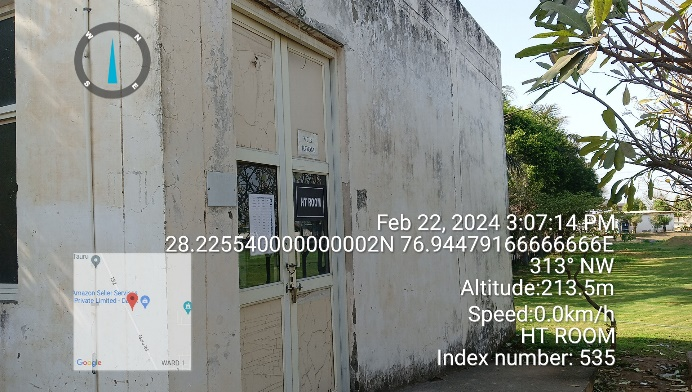 HT ROOM
Feb 22, 2024 3:07:14 PM
28.225540000000002N 76.94479166666666E
313° NW
Altitude:213.5m
Speed:0.0km/h
HT ROOM
Index number: 535
Amazon Seller Services
Private Limited - D
WARD 1
Google